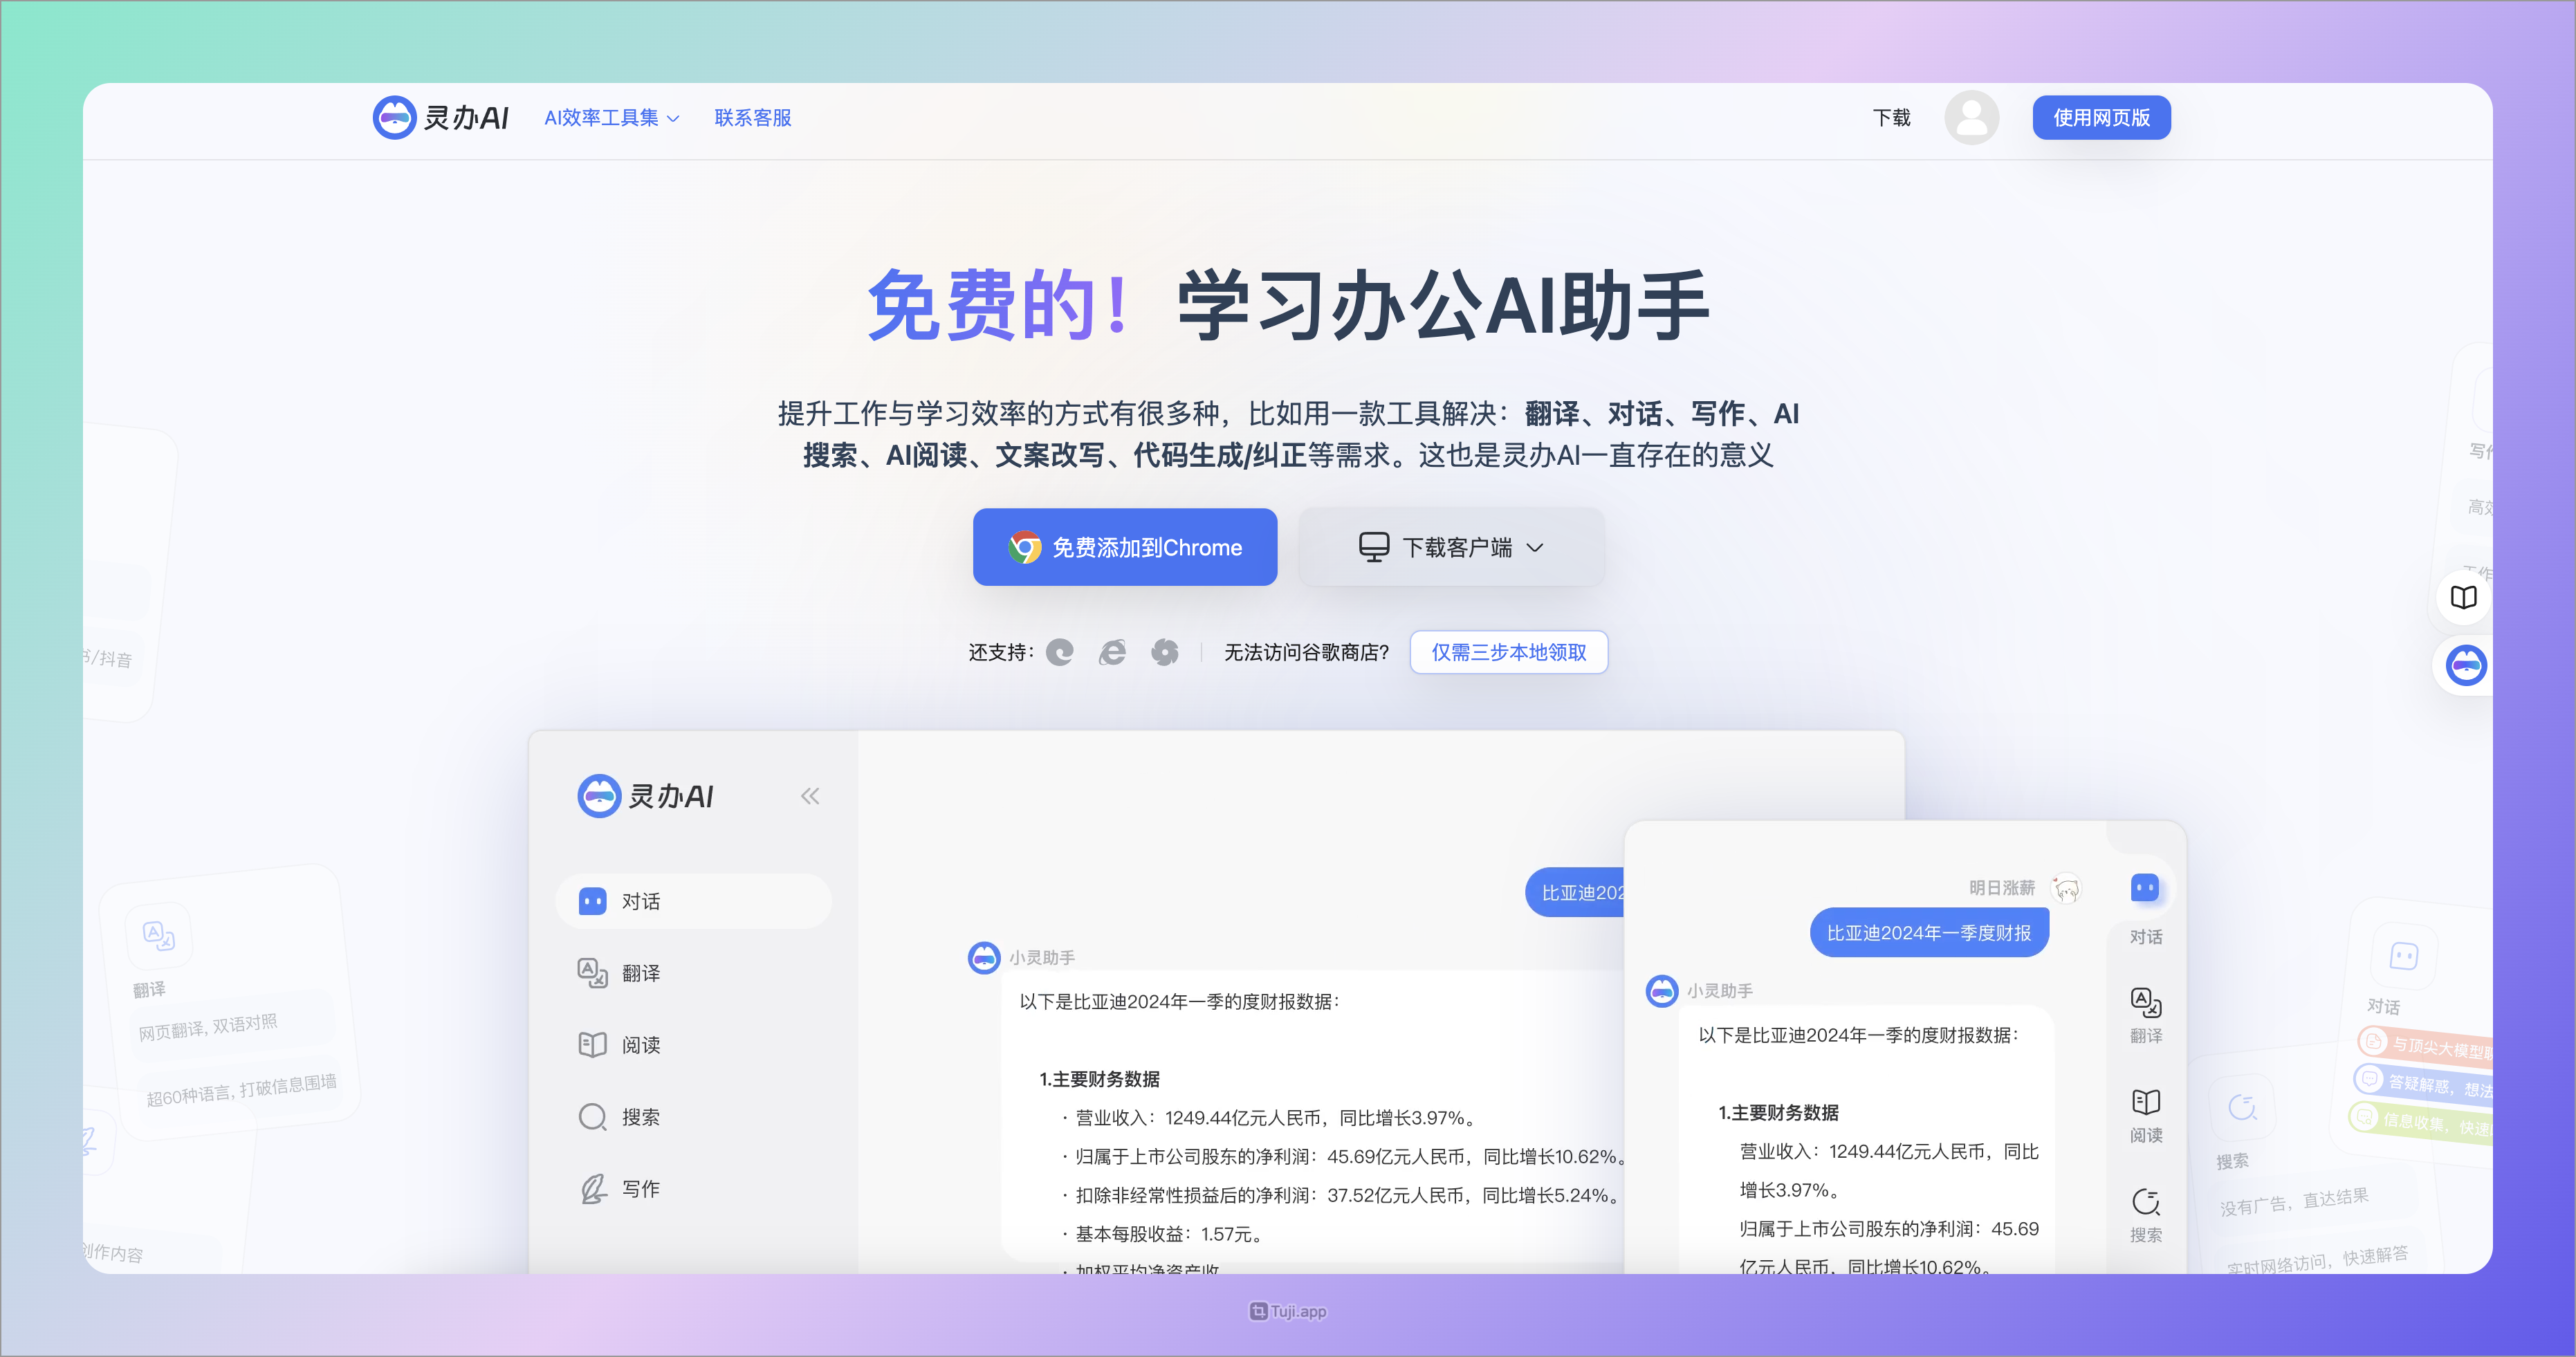 灵办AI
AI效率工具集
联系客服
下载
使用网页版
免费的！学习办公AI助手
提升工作与学习效率的方式有很多种，比如用一款工具解决：翻译、对话、写作、AI
搜索、AI阅读、文案改写、代码生成/纠正等需求。这也是灵办AI一直存在的意义
免费添加到Chrome
下载客户端
还支持：
无法访问谷歌商店?
仅需三步本地领取
/抖音
翻译
网页翻译, 双语对照
超60种语言, 打破信息围墙
创作内容
灵办AI
对话
翻译
阅读
搜索
写作
比亚迪202
小灵助手
以下是比亚迪2024年一季的度财报数据：
1.主要财务数据
· 营业收入：1249.44亿元人民币，同比增长3.97%。
· 归属于上市公司股东的净利润：45.69亿元人民币，同比增长10.62%。
· 扣除非经常性损益后的净利润：37.52亿元人民币，同比增长5.24%。
· 基本每股收益：1.57元。
· 加权平均净资产收
明日涨薪
比亚迪2024年一季度财报
小灵助手
以下是比亚迪2024年一季的度财报数据：
1.主要财务数据
营业收入：1249.44亿元人民币，同比
增长3.97%。
归属于上市公司股东的净利润：45.69
亿元人民币，同比增长10.62%。
对话
翻译
阅读
搜索
写作
高效
工作
对话
与顶尖大模型聊
答疑解惑，想法
信息收集，快速
搜索
没有广告，直达结果
实时网络访问，快速解答
Tuji.app